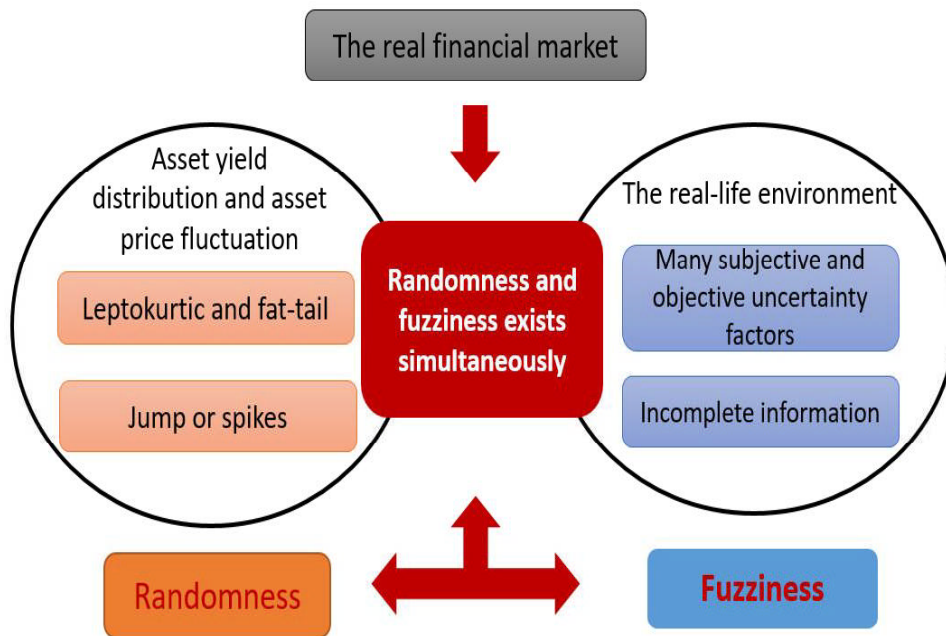 The real financial market
Asset yield
distribution and asset
price fluctuation
Leptokurtic and fat-tail
Jump or spikes
Randomness and
fuzziness exists
simultaneously
The real-life environment
Many subjective and
objective uncertainty
factors
Incomplete information
Randomness
Fuzziness